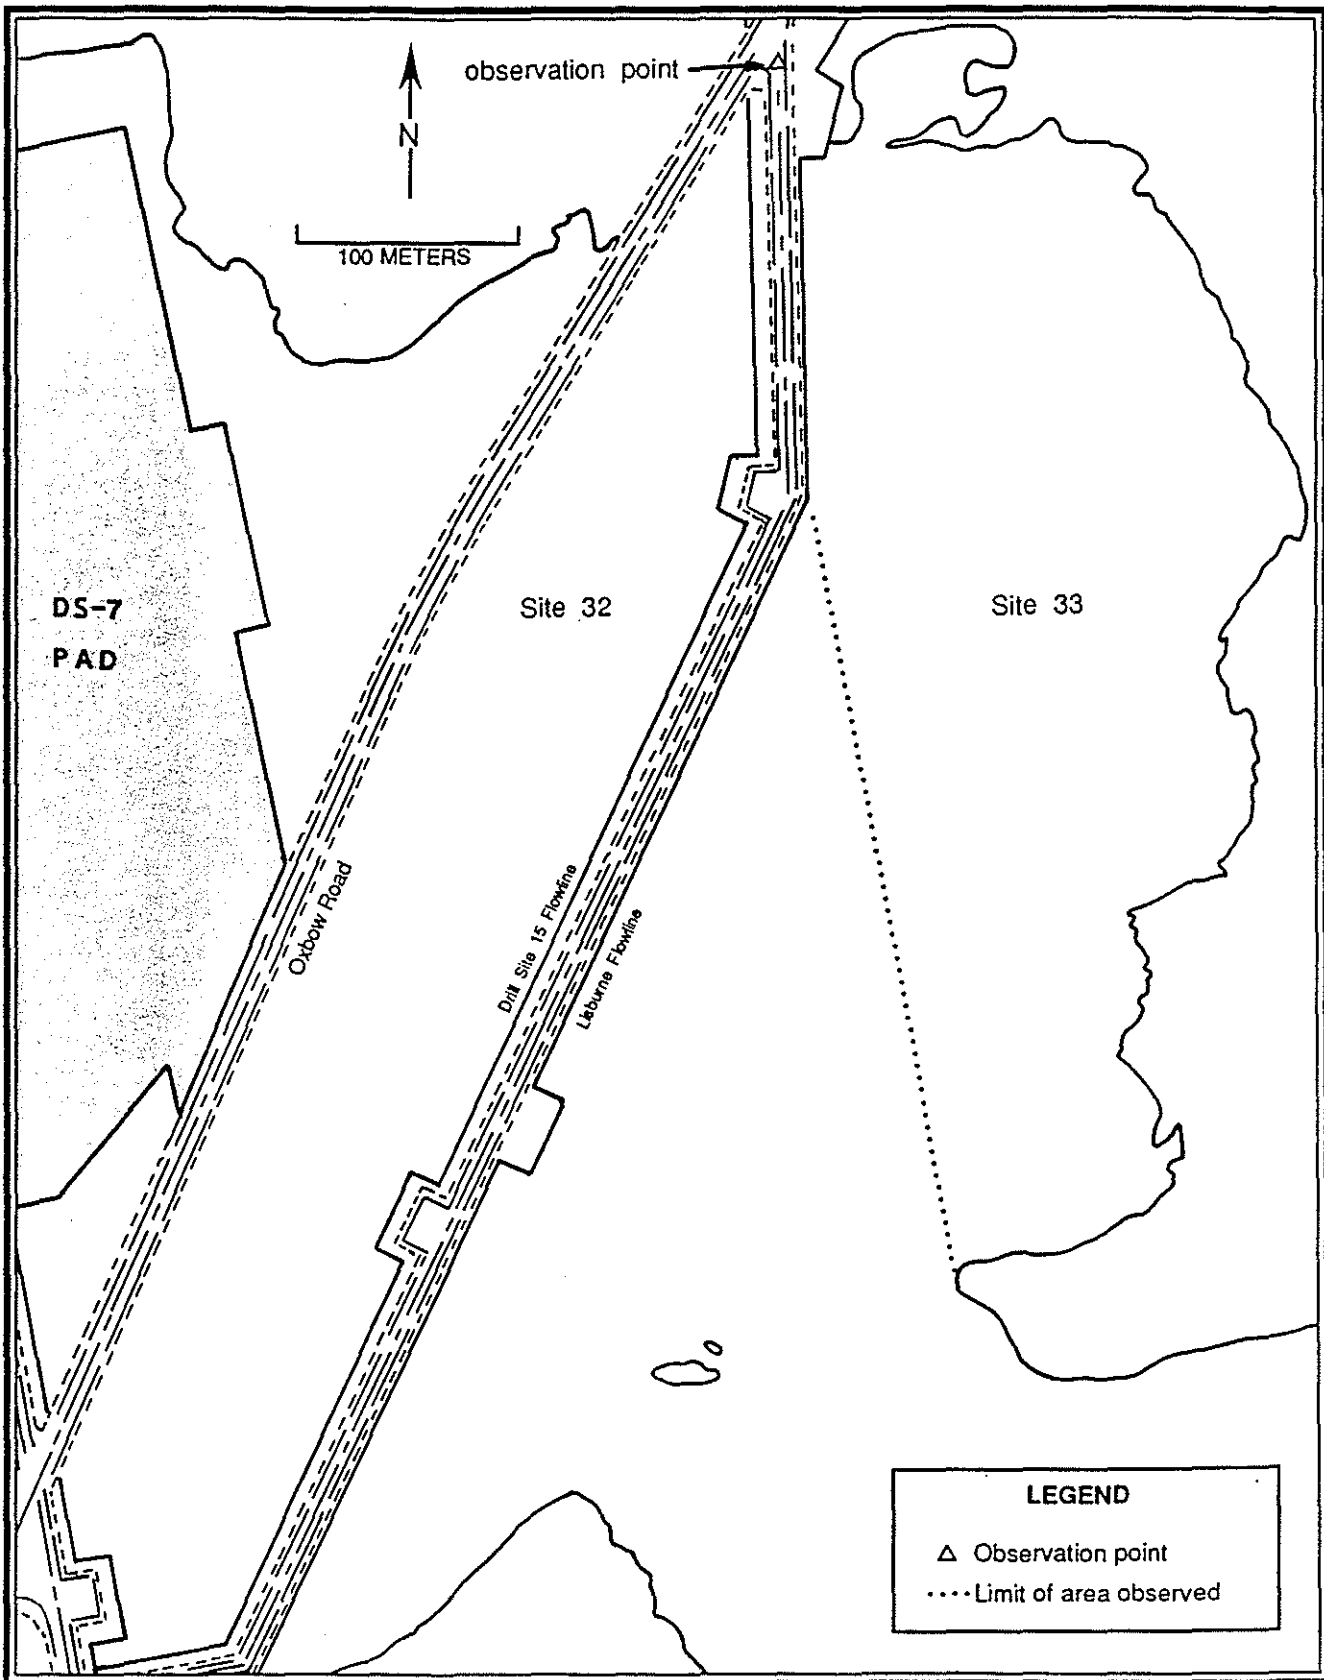 observation point
N
100 METERS
Site 32
Site 33
DS-7
PAD
Oxbow Road
Drill Site 15 Flowline
Lisburne Flowline
LEGEND
Observation point
Limit of area observed